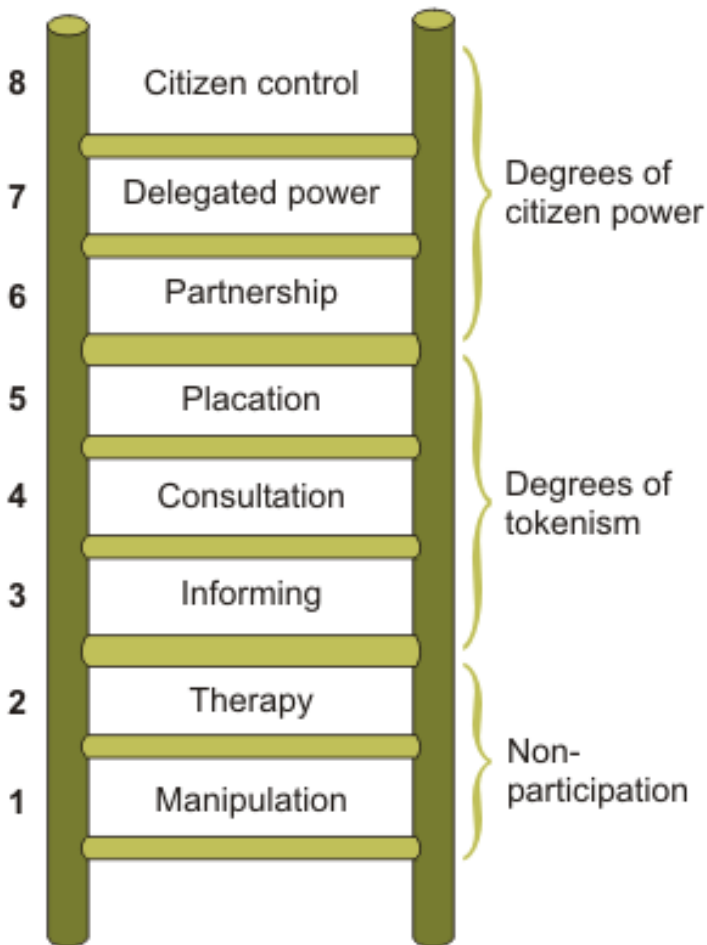 8 Citizen control
7 Delegated power
6 Partnership
Degrees of
citizen power
5 Placation
4 Consultation
3 Informing
Degrees of
tokenism
2 Therapy
1 Manipulation
Non-
participation